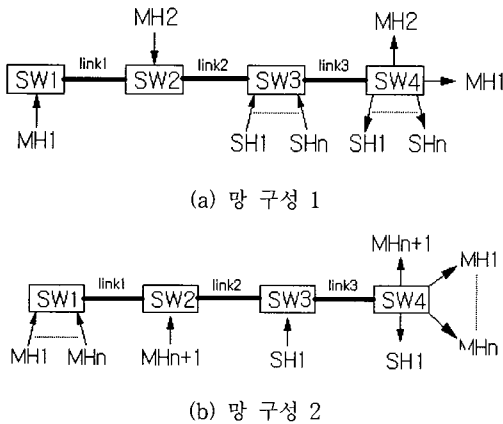 MH2 MH2
link1 link2 link3
SW1 SW2 SW3 SW4 MH1
MH1 SH1 SHn SH1 SHn
(a) 망 구성 1
MHn+1 MH1
link1 link2 link3
SW1 SW2 SW3 SW4
MH1 MHn MHn+1 SH1 SH1 MHn
(b) 망 구성 2